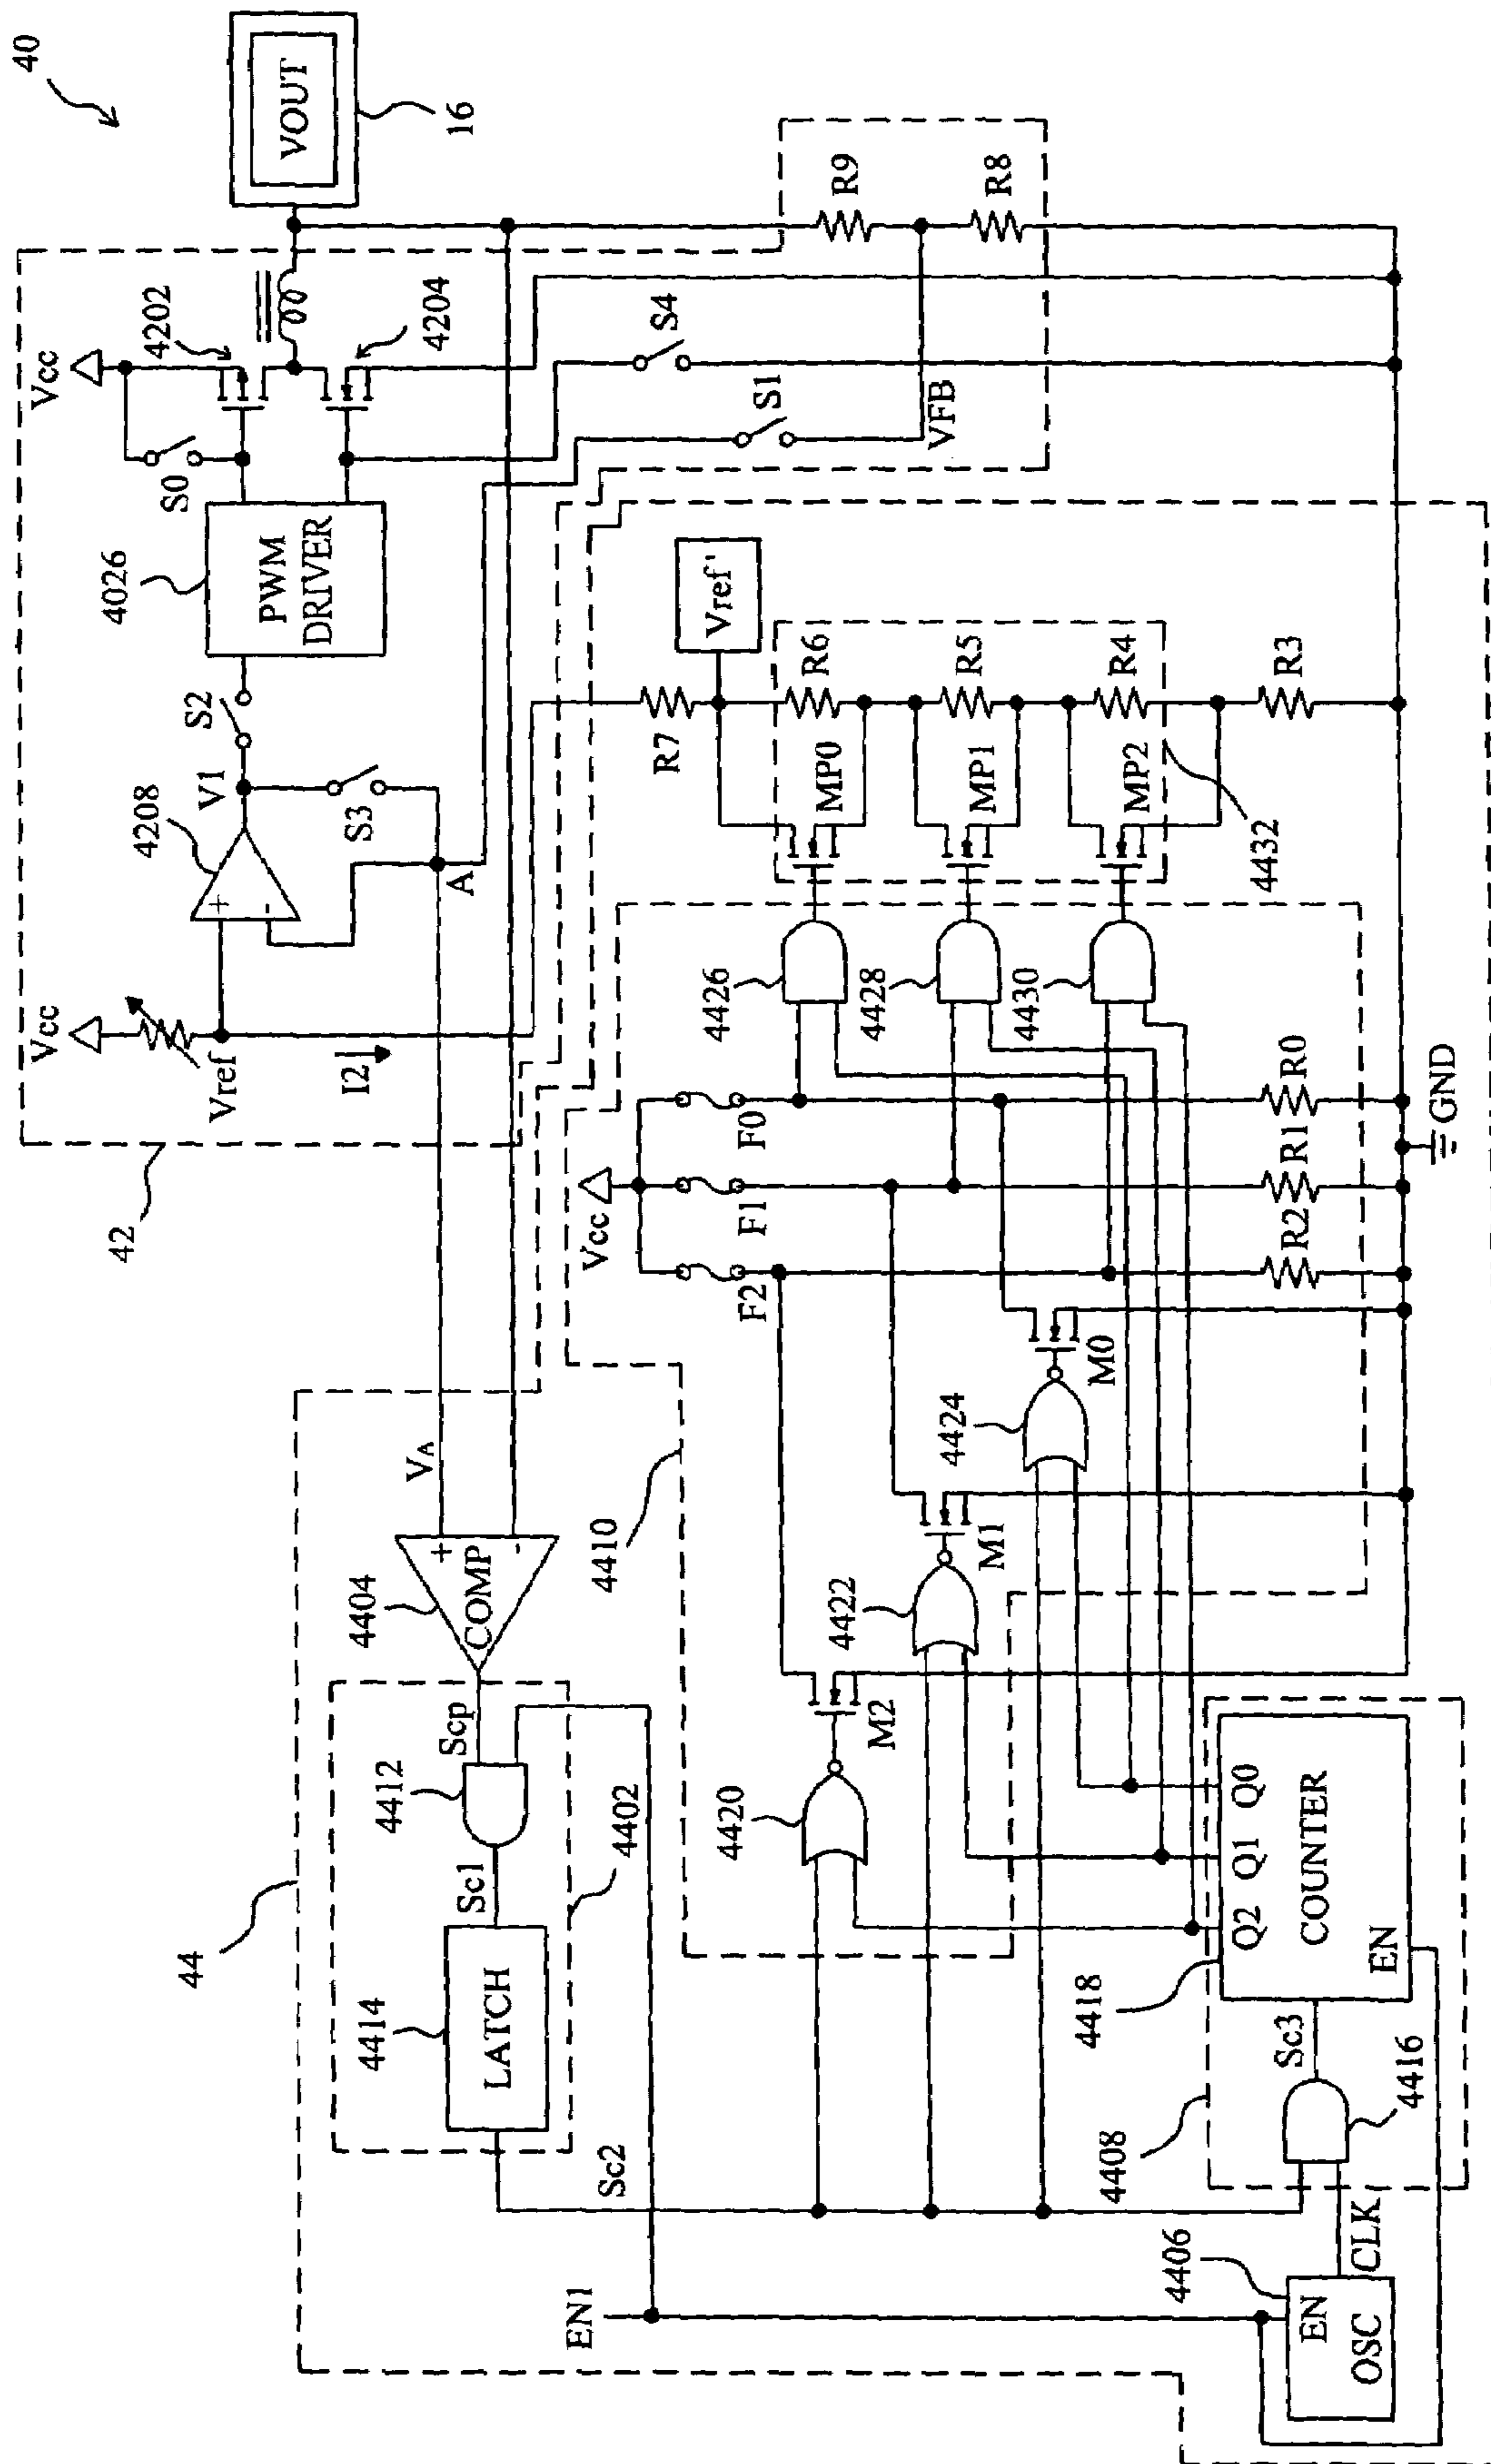 40
VOUT
16
Vcc
4202
4204
S0
4026
PWM
DRIVER
S2
V1
S3
4208
+
-
A
Vcc
Vref
I2
42
S4
S1
VFB
R9
R8
Vref'
R7
R6
R5
R4
R3
MP0
MP1
MP2
4432
4426
4428
4430
Vcc
F0
F1
F2
R0
R1
R2
GND
VA
+
-
COMP
4404
4410
Scp
4412
Sc1
4402
LATCH
4414
44
Sc2
M2
M1
M0
4420
4422
4424
Q2
Q1
Q0
COUNTER
EN
4418
Sc3
4416
4408
EN1
4406
EN
OSC
CLK